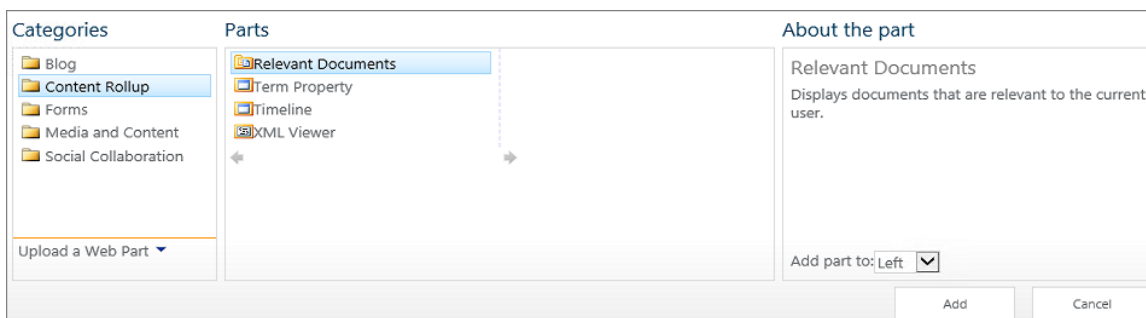 Categories
Blog
Content Rollup
Forms
Media and Content
Social Collaboration
Upload a Web Part
Parts
Relevant Documents
Term Property
Timeline
XML Viewer
About the part
Relevant Documents
Displays documents that are relevant to the current
user.
Add part to: Left
Add
Cancel